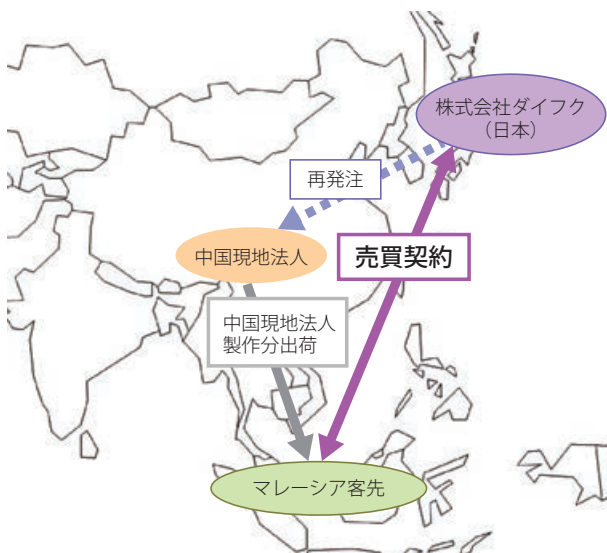 株式会社ダイフク
（日本）
再発注
中国現地法人
売買契約
中国現地法人
製作分出荷
マレーシア客先